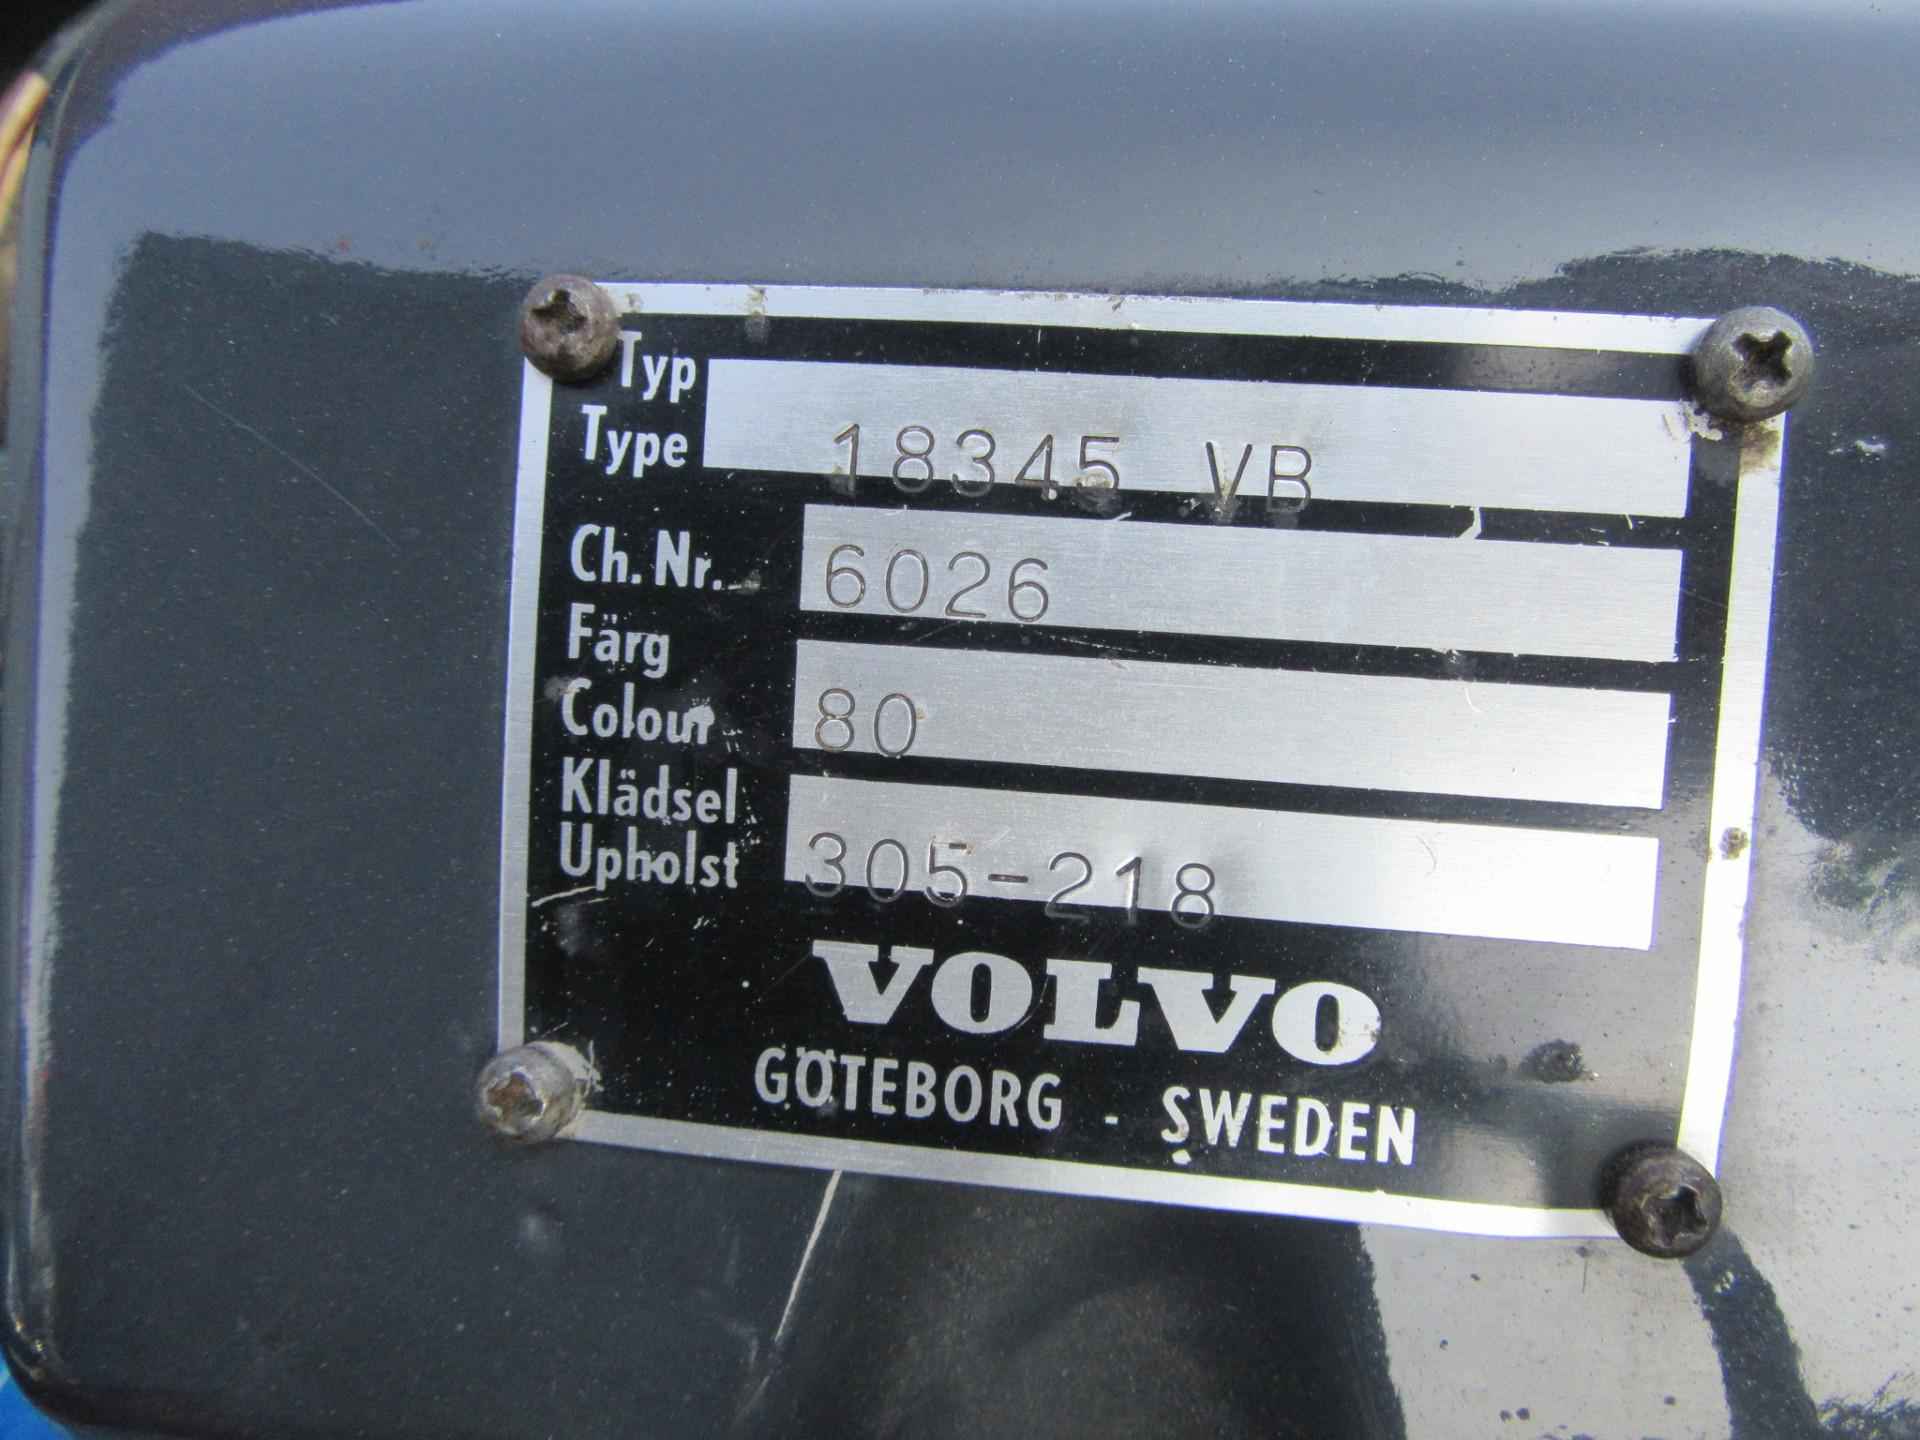 Typ
Type 18345 VB
Ch. Nr. 6026
Färg
Colour 80
Klädsel
Upholst 305-218
VOLVO
GÖTEBORG - SWEDEN